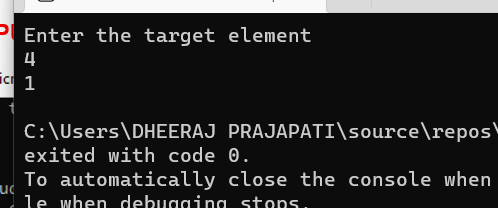 Enter the target element
4
1
C:\Users\DHEERAJ PRAJAPATI\source\repos\
exited with code 0.
To automatically close the console when
le when debugging stops.